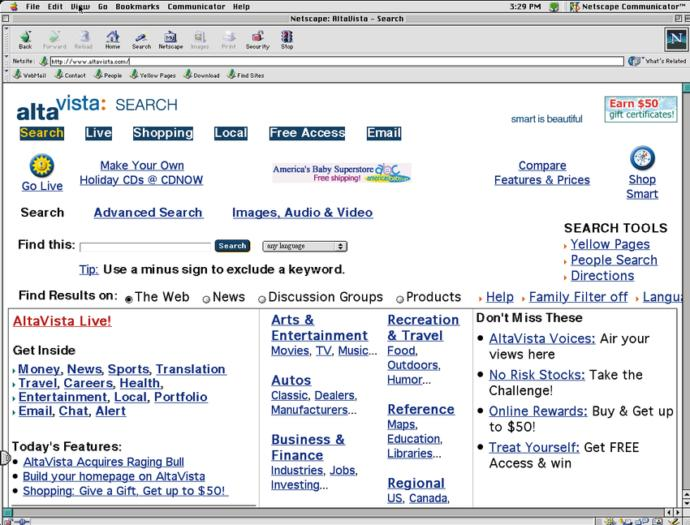 File Edit View Go Bookmarks Communicator Help
3:29 PM Netscape Communicator™
Netscape: AltaVista - Search
Back Forward Reload Home Search Netscape Images Print Security Stop
N
Netsite: http://www.altavista.com/ What's Related
WebMail Contact People Yellow Pages Download Find Sites
altavista: SEARCH
smart is beautiful
Earn $50
gift certificates!
Search Live Shopping Local Free Access Email
Go Live
Make Your Own
Holiday CDs @ CDNOW
America's Baby Superstore abc
Free shipping!
Compare
Features & Prices
Shop
Smart
Search Advanced Search Images, Audio & Video
SEARCH TOOLS
Yellow Pages
People Search
Directions
Find this: Search any language
Tip: Use a minus sign to exclude a keyword.
Find Results on: The Web News Discussion Groups Products Help Family Filter off Langu
AltaVista Live!
Get Inside
Money, News, Sports, Translation
Travel, Careers, Health,
Entertainment, Local, Portfolio
Email, Chat, Alert
Today's Features:
AltaVista Acquires Raging Bull
Build your homepage on AltaVista
Shopping: Give a Gift, Get up to $50!
Arts &
Entertainment
Movies, TV, Music...
Autos
Classic, Dealers,
Manufacturers...
Business &
Finance
Industries, Jobs,
Investing...
Recreation
& Travel
Food,
Outdoors,
Humor...
Reference
Maps,
Education,
Libraries...
Regional
US, Canada,
Don't Miss These
AltaVista Voices: Air your
views here
No Risk Stocks: Take the
Challenge!
Online Rewards: Buy & Get up
to $50!
Treat Yourself: Get FREE
Access & win